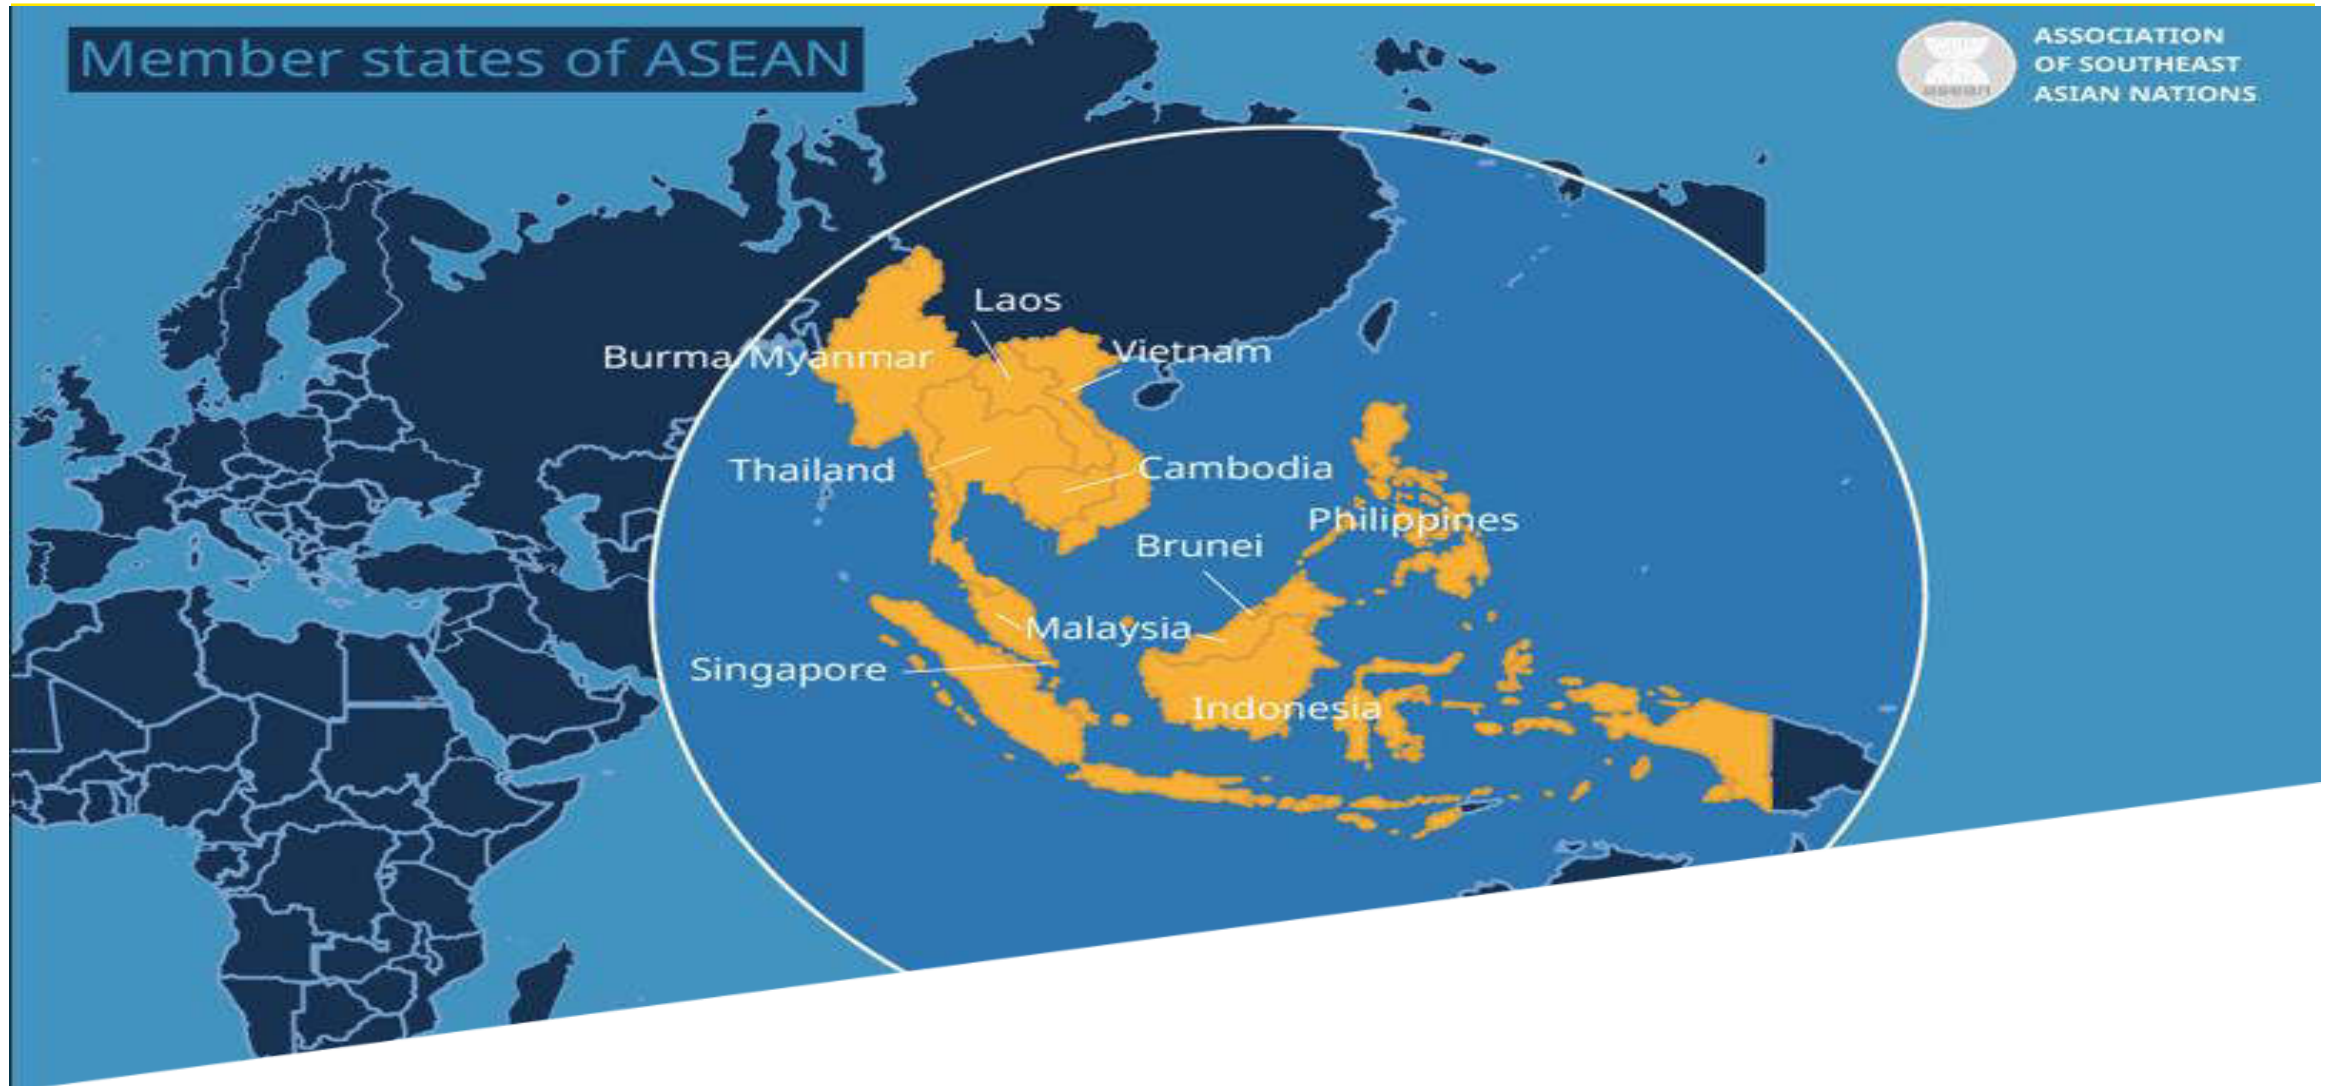 Member states of ASEAN
ASSOCIATION
OF SOUTHEAST
ASIAN NATIONS
asean
Laos
Burma/Myanmar
Vietnam
Thailand
Cambodia
Philippines
Brunei
Malaysia
Singapore
Indonesia